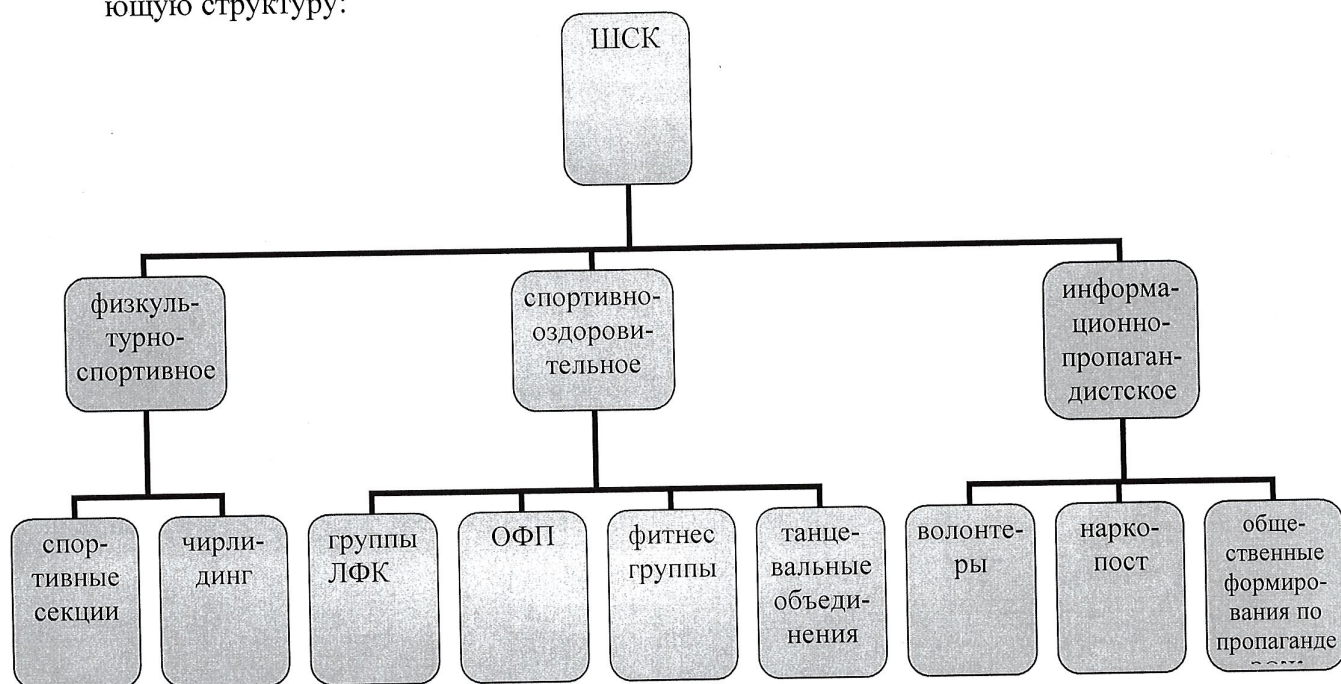 ющую структуру:
ШСК
физкуль-
турно-
спортивное
спортивно-
оздорови-
тельное
информа-
ционно-
пропаган-
дистское
спор-
тивные
секции
чирли-
динг
группы
ЛФК
ОФП
фитнес
группы
танце-
вальные
объеди-
нения
волонте-
ры
нарко-
пост
обще-
ственные
формиро-
вания по
пропаганде